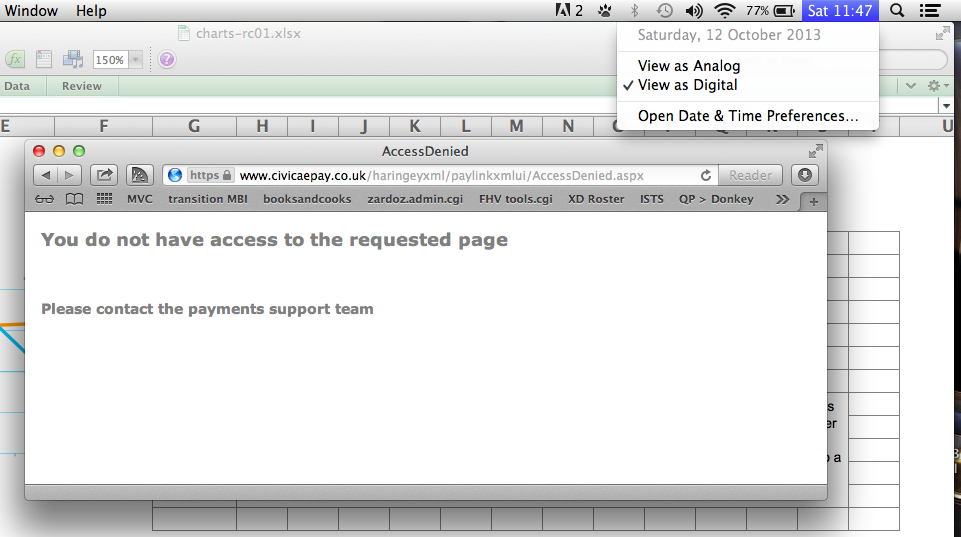 Window Help
2 77% Sat 11:47
charts-rc01.xlsx
Saturday, 12 October 2013
View as Analog
✓ View as Digital
Open Date & Time Preferences...
fx 150% ?
Data Review
E F G H I J K L M N U
AccessDenied
https www.civicaepay.co.uk/haringeyxml/paylinkxmlui/AccessDenied.aspx Reader
MVC transition MBI booksandcooks zardoz.admin.cgi FHV tools.cgi XD Roster ISTS QP > Donkey >> +
You do not have access to the requested page
Please contact the payments support team
s
er
o a